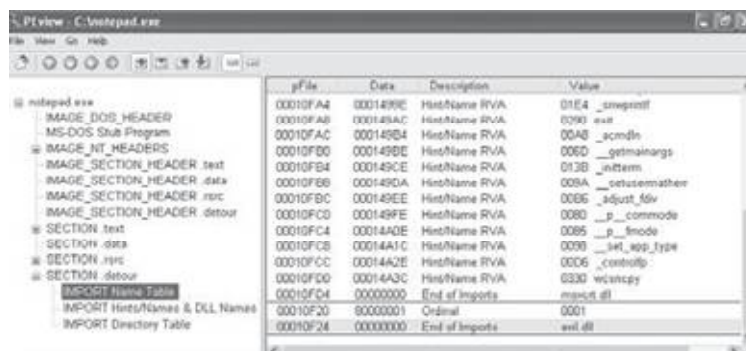 PEview - C:\notepad.exe
File View Go Help
notepad.exe
IMAGE_DOS_HEADER
MS-DOS Stub Program
IMAGE_NT_HEADERS
IMAGE_SECTION_HEADER .text
IMAGE_SECTION_HEADER .data
IMAGE_SECTION_HEADER .rsrc
IMAGE_SECTION_HEADER .detour
SECTION .text
SECTION .data
SECTION .rsrc
SECTION .detour
IMPORT Name Table
IMPORT Hints/Names & DLL Names
IMPORT Directory Table
pFile Data Description Value
00010FA4 0001499E Hint/Name RVA 01E4 _snwprintf
00010FA8 000149AC Hint/Name RVA 0290 exit
00010FAC 000149B4 Hint/Name RVA 00A8 _acmdln
00010FB0 000149BE Hint/Name RVA 006D __getmainargs
00010FB4 000149CE Hint/Name RVA 013B _initterm
00010FB8 000149DA Hint/Name RVA 009A __setusermatherr
00010FBC 000149EE Hint/Name RVA 00B6 _adjust_fdiv
00010FC0 000149FE Hint/Name RVA 0080 __p__commode
00010FC4 00014A0E Hint/Name RVA 0085 __p__fmode
00010FC8 00014A1C Hint/Name RVA 0098 __set_app_type
00010FCC 00014A2E Hint/Name RVA 00D6 _controlfp
00010FD0 00014A3C Hint/Name RVA 0330 wcsncpy
00010FD4 00000000 End of Imports msvcrt.dll
00010F20 80000001 Ordinal 0001
00010F24 00000000 End of Imports evil.dll